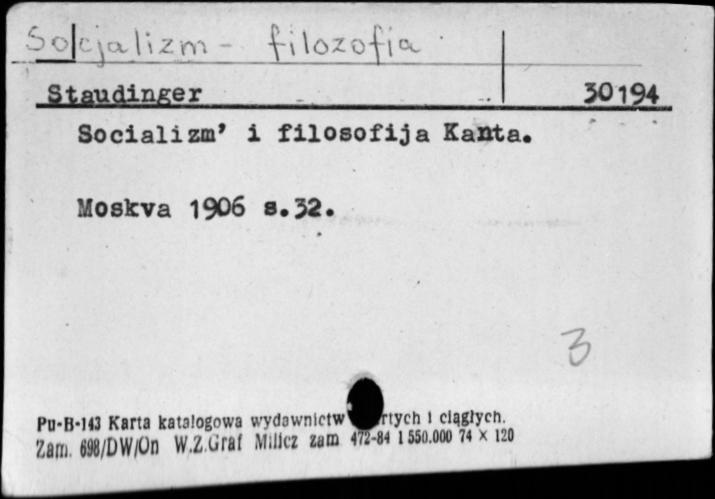 Socjalizm - filozofia
Staudinger 30194
Socializm' i filosofija Kanta.
Moskva 1906 s.32.
3
Pu-B-143 Karta katalogowa wydawnictw rtych i ciągłych.
Zam. 698/DW/On W.Z.Graf Milicz zam 472-84 1 550.000 74 × 120